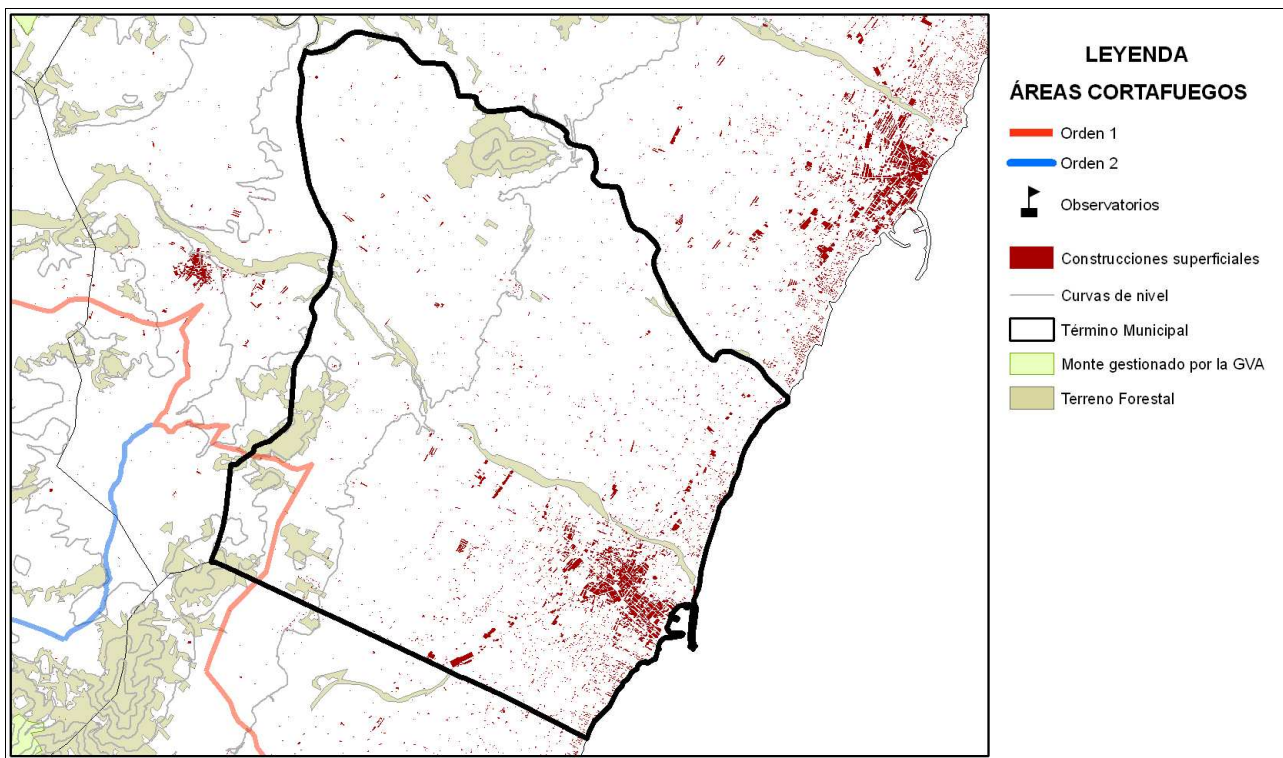 LEYENDA
ÁREAS CORTAFUEGOS
Orden 1
Orden 2
Observatorios
Construcciones superficiales
Curvas de nivel
Término Municipal
Monte gestionado por la GVA
Terreno Forestal